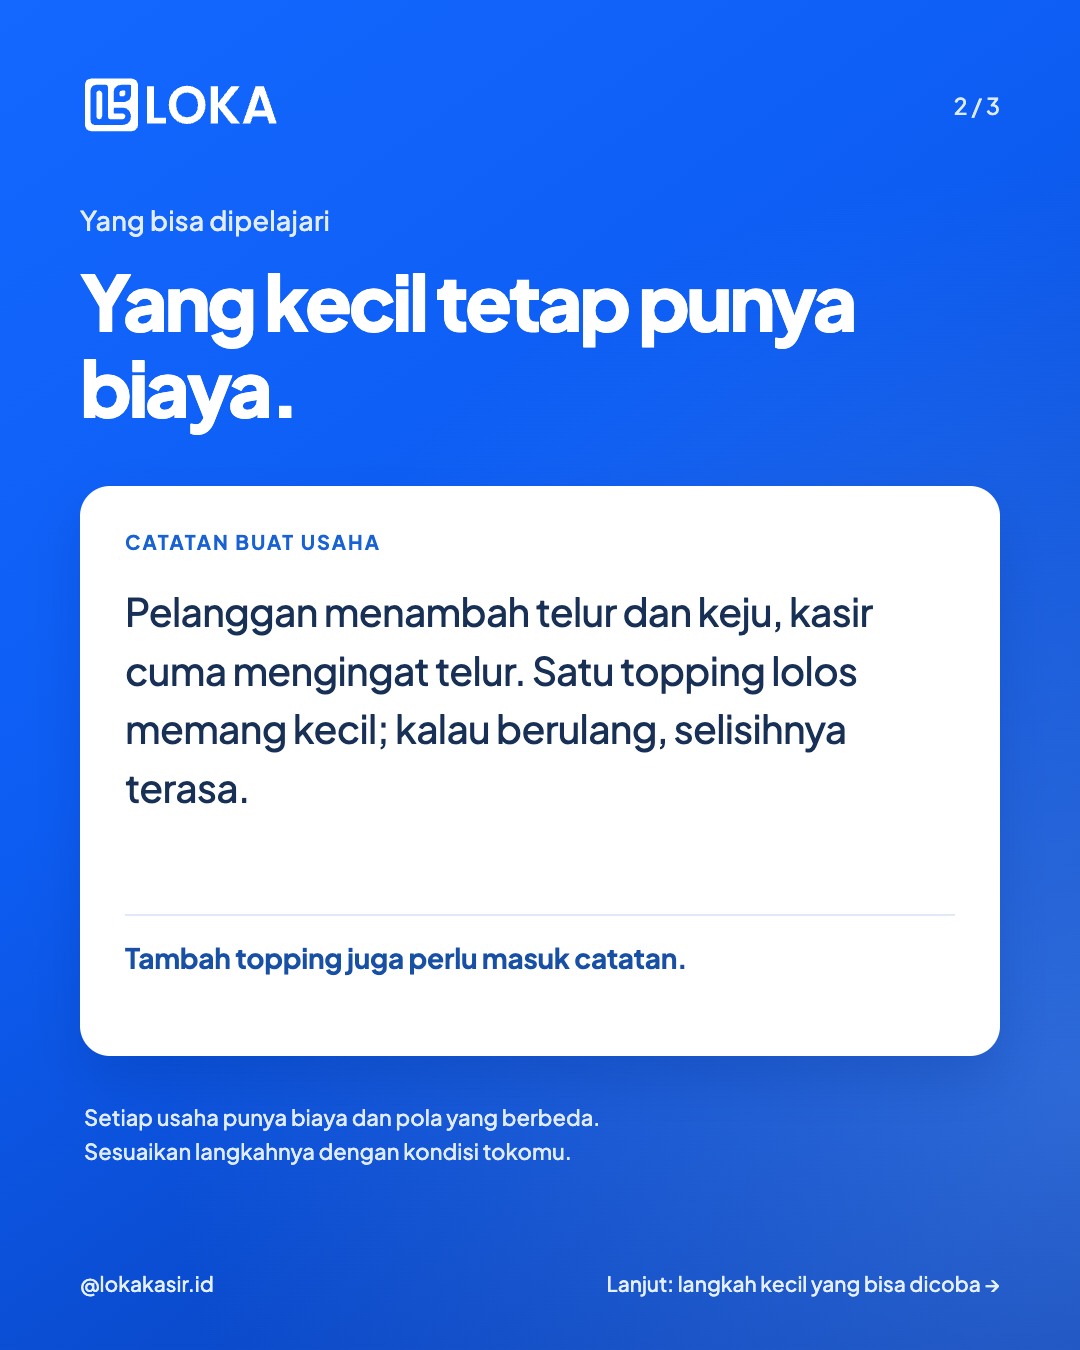 LOKA
2/3
Yang bisa dipelajari
Yang kecil tetap punya
biaya.
CATATAN BUAT USAHA
Pelanggan menambah telur dan keju, kasir
cuma mengingat telur. Satu topping lolos
memang kecil; kalau berulang, selisihnya
terasa.
Tambah topping juga perlu masuk catatan.
Setiap usaha punya biaya dan pola yang berbeda.
Sesuaikan langkahnya dengan kondisi tokomu.
@lokakasir.id
Lanjut: langkah kecil yang bisa dicoba →